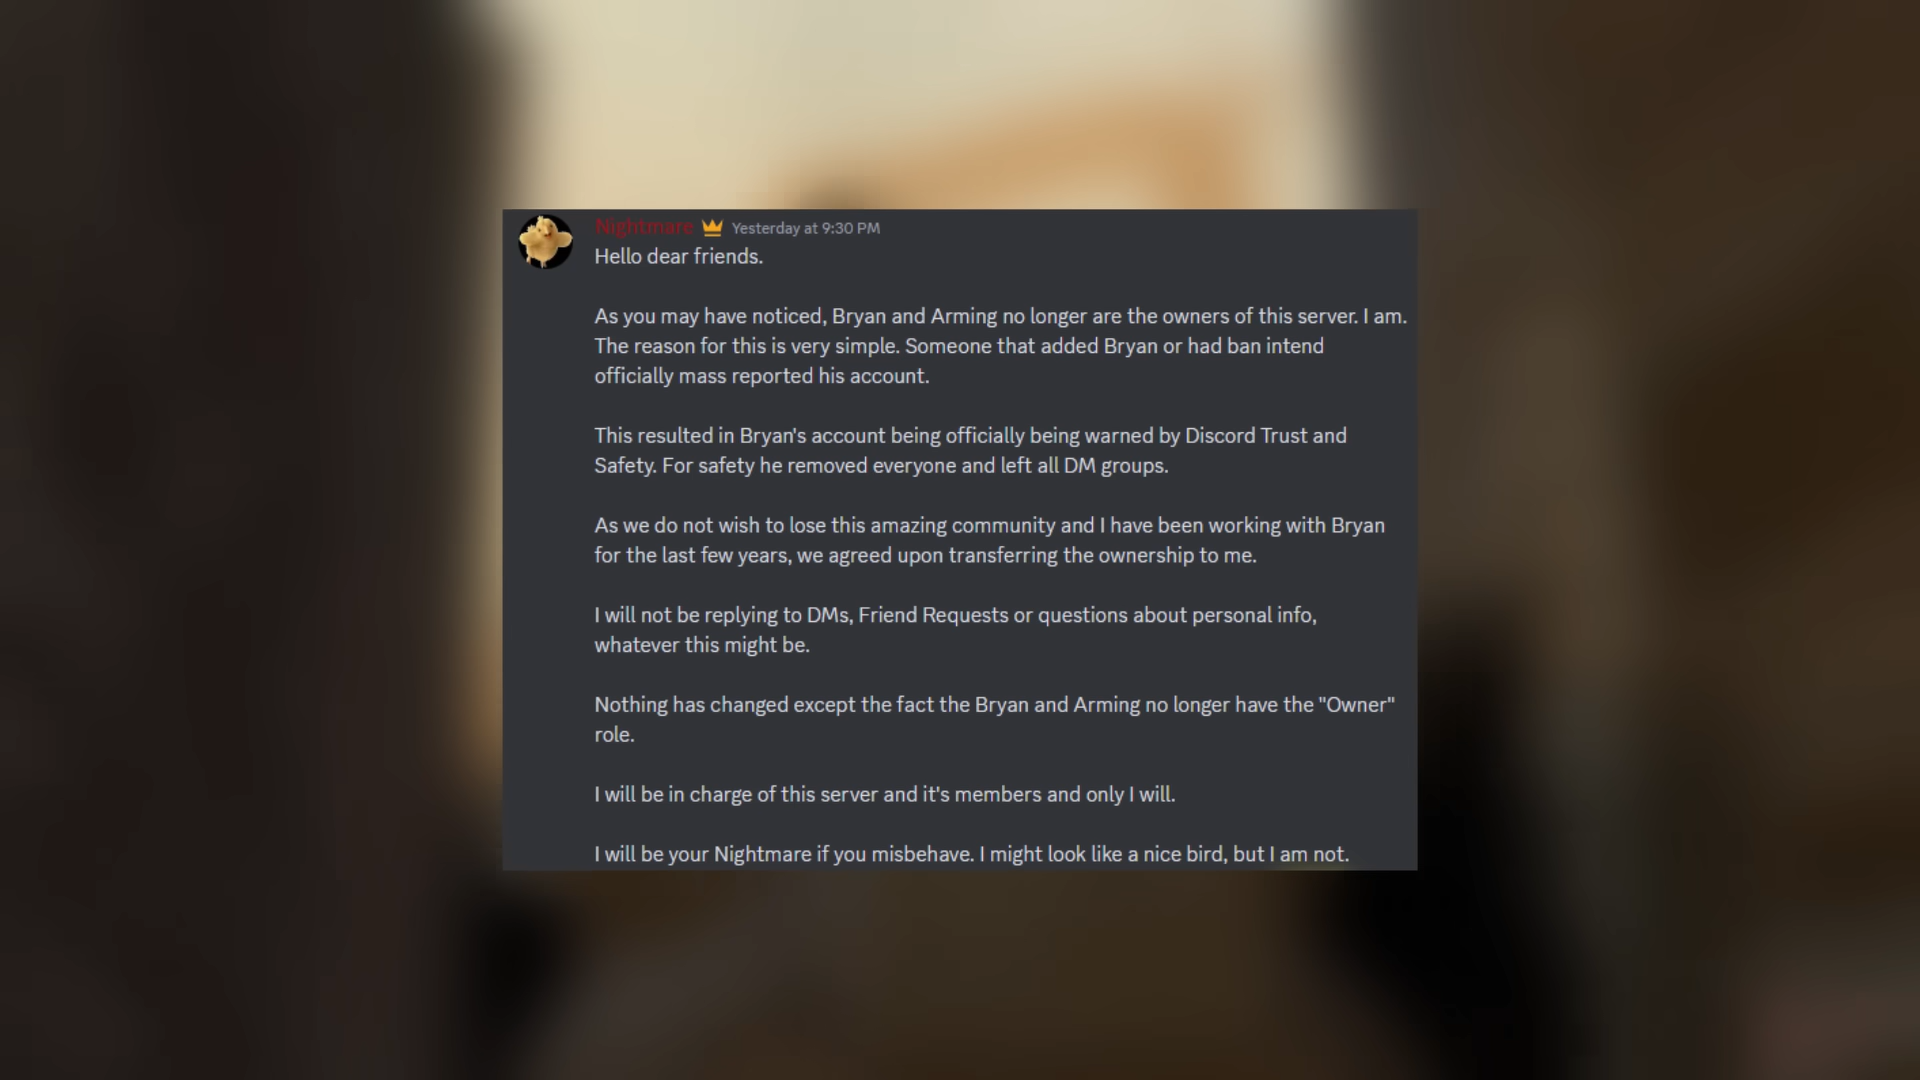 Nightmare Yesterday at 9:30 PM
Hello dear friends.
As you may have noticed, Bryan and Arming no longer are the owners of this server. I am.
The reason for this is very simple. Someone that added Bryan or had ban intend
officially mass reported his account.
This resulted in Bryan's account being officially being warned by Discord Trust and
Safety. For safety he removed everyone and left all DM groups.
As we do not wish to lose this amazing community and I have been working with Bryan
for the last few years, we agreed upon transferring the ownership to me.
I will not be replying to DMs, Friend Requests or questions about personal info,
whatever this might be.
Nothing has changed except the fact the Bryan and Arming no longer have the "Owner"
role.
I will be in charge of this server and it's members and only I will.
I will be your Nightmare if you misbehave. I might look like a nice bird, but I am not.